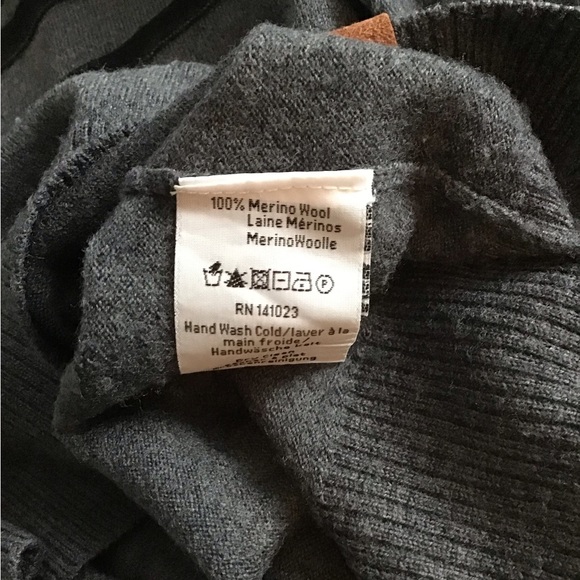 100% Merino Wool
Laine Mérinos
MerinoWoolle
P
RN 141023
Hand Wash Cold/laver à la
main froide/
Handwäsche